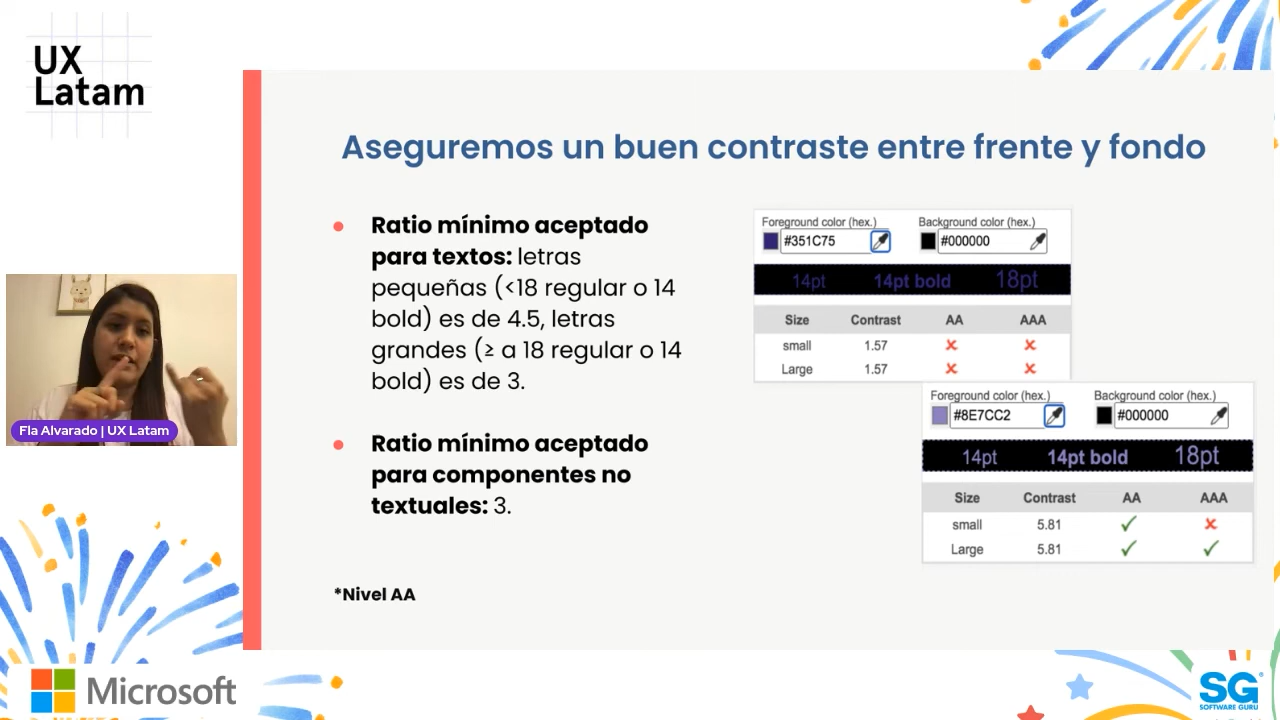 UX
Latam
Aseguremos un buen contraste entre frente y fondo
Ratio mínimo aceptado
para textos: letras
pequeñas (<18 regular o 14
bold) es de 4.5, letras
grandes (≥ a 18 regular o 14
bold) es de 3.
Ratio mínimo aceptado
para componentes no
textuales: 3.
*Nivel AA
Foreground color (hex.) Background color (hex.)
#351C75 #000000
14pt 14pt bold 18pt
Size Contrast AA AAA
small 1.57 ✗ ✗
Large 1.57 ✗ ✗
Foreground color (hex.) Background color (hex.)
#8E7CC2 #000000
14pt 14pt bold 18pt
Size Contrast AA AAA
small 5.81 ✓ ✗
Large 5.81 ✓ ✓
Fla Alvarado | UX Latam
Microsoft
SG
SOFTWARE GURU